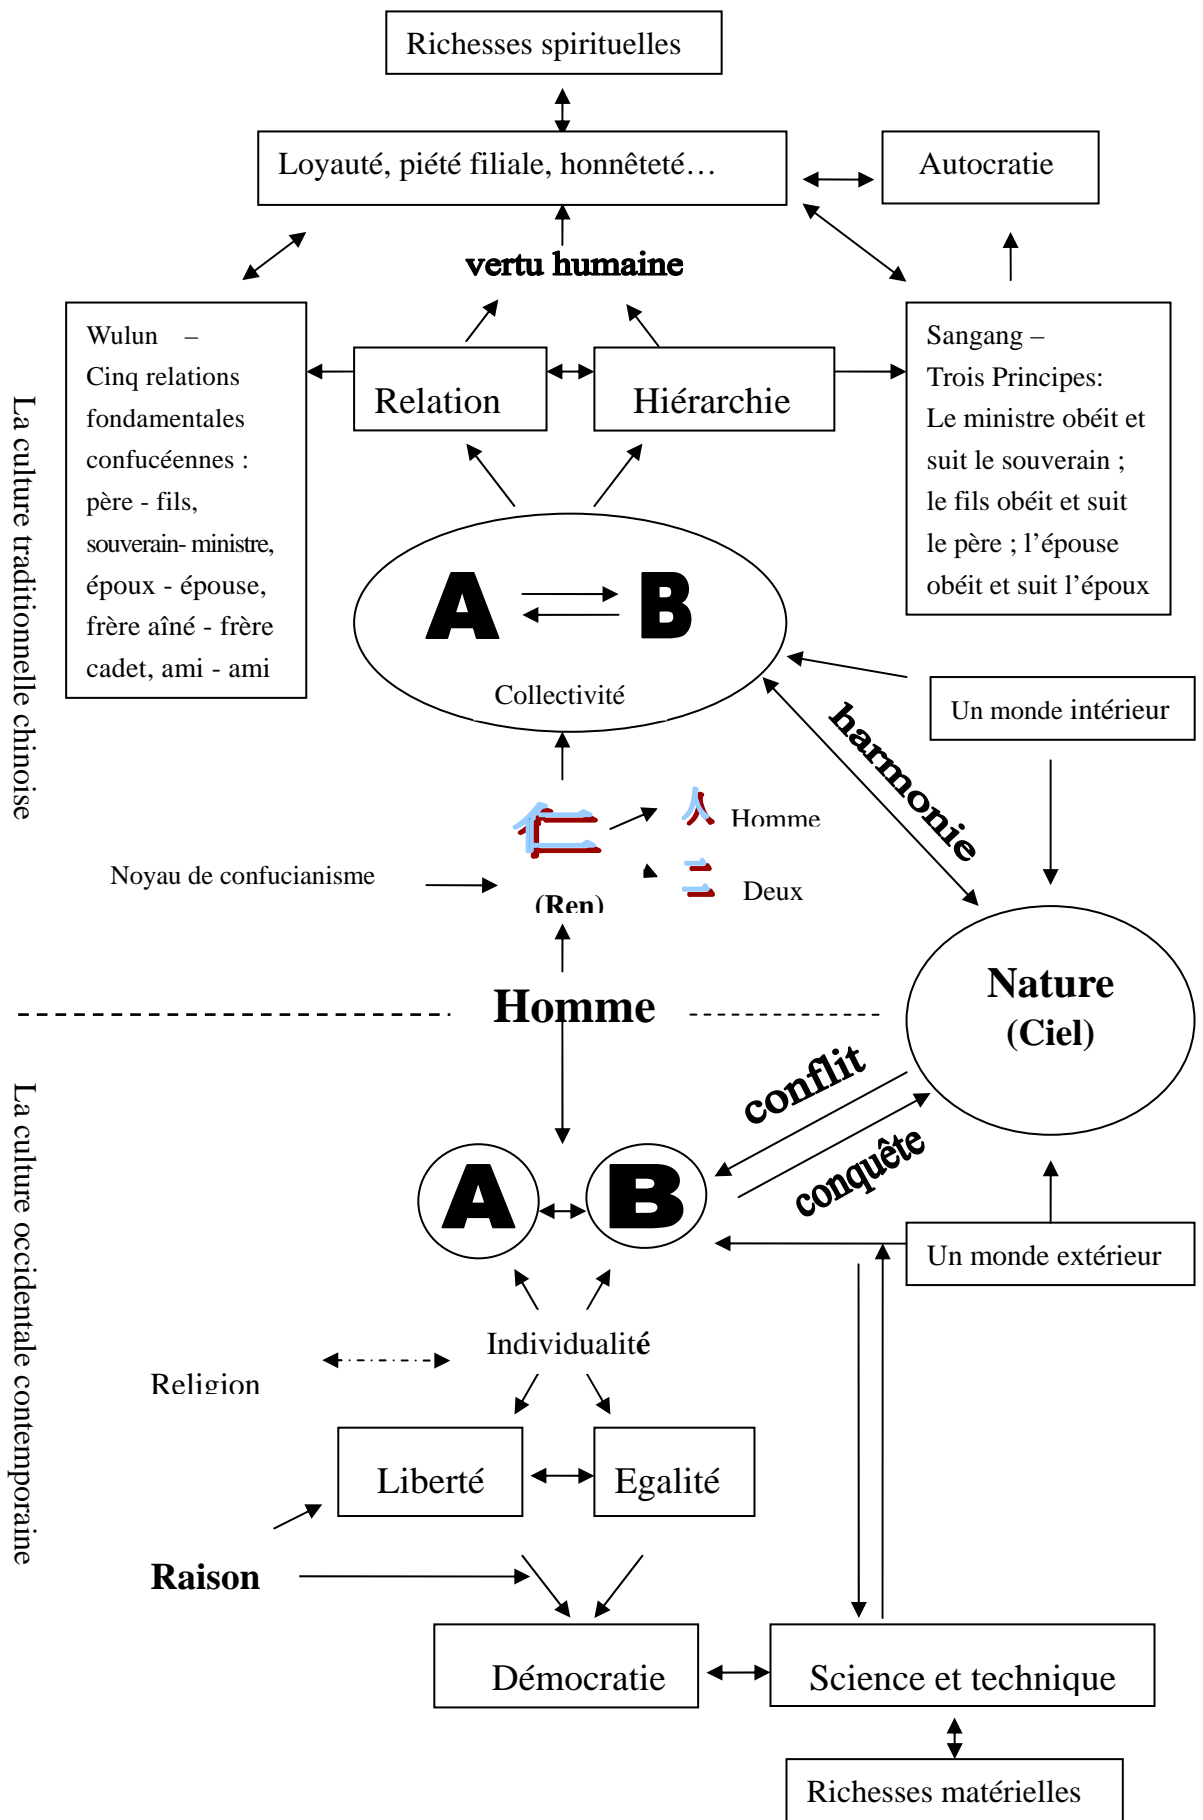 Richesses spirituelles
Loyauté, piété filiale, honnêteté…
Autocratie
vertu humaine
Wulun –
Cinq relations
fondamentales
confucéennes :
père - fils,
souverain- ministre,
époux - épouse,
frère aîné - frère
cadet, ami - ami
Relation
Hiérarchie
Sangang –
Trois Principes:
Le ministre obéit et
suit le souverain ;
le fils obéit et suit
le père ; l’épouse
obéit et suit l’époux
La culture traditionnelle chinoise
A
B
Collectivité
Un monde intérieur
harmonie
仁
人
Homme
Noyau de confucianisme
二
Deux
(Ren)
Homme
Nature
(Ciel)
La culture occidentale contemporaine
conflit
conquête
A
B
Un monde extérieur
Individualité
Religion
Liberté
Egalité
Raison
Démocratie
Science et technique
Richesses matérielles